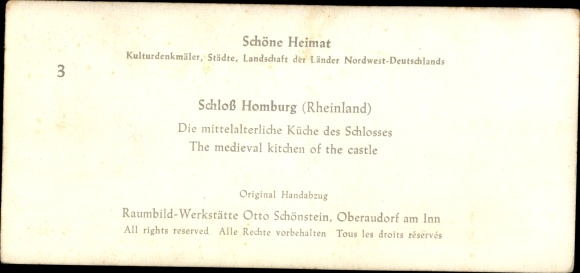 Schöne Heimat
Kulturdenkmäler, Städte, Landschaft der Länder Nordwest-Deutschlands
3
Schloß Homburg (Rheinland)
Die mittelalterliche Küche des Schlosses
The medieval kitchen of the castle
Original Handabzug
Raumbild-Werkstätte Otto Schönstein, Oberaudorf am Inn
All rights reserved Alle Rechte vorbehalten Tous les droits réservés